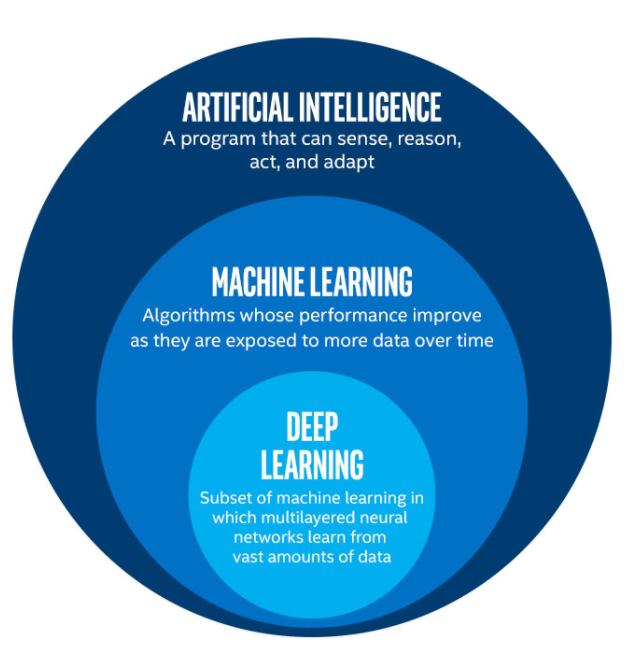 ARTIFICIAL INTELLIGENCE
A program that can sense, reason,
act, and adapt
MACHINE LEARNING
Algorithms whose performance improve
as they are exposed to more data over time
DEEP
LEARNING
Subset of machine learning in
which multilayered neural
networks learn from
vast amounts of data